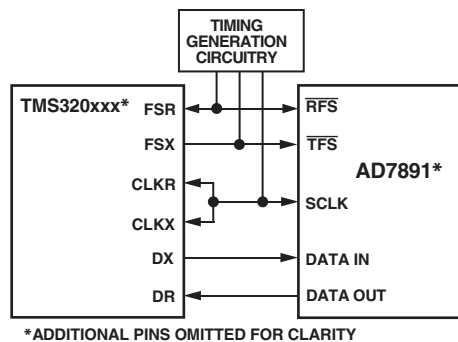 TIMING
GENERATION
CIRCUITRY
TMS320xxx*
FSR
RFS
FSX
TFS
AD7891*
CLKR
SCLK
CLKX
DX
DATA IN
DR
DATA OUT
*ADDITIONAL PINS OMITTED FOR CLARITY